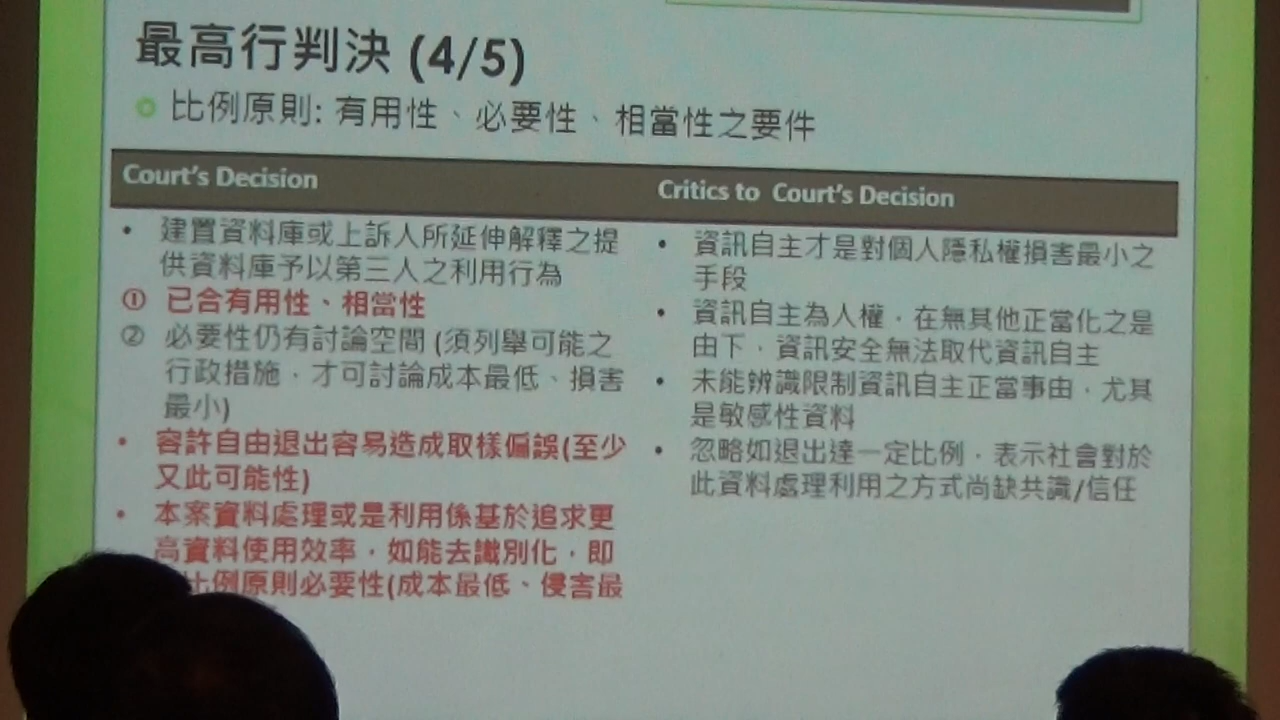 最高行判決 (4/5)
比例原則: 有用性、必要性、相當性之要件
Court's Decision
Critics to Court's Decision
• 建置資料庫或上訴人所延伸解釋之提
供資料庫予以第三人之利用行為
① 已含有用性、相當性
② 必要性仍有討論空間 (須列舉可能之
行政措施，才可討論成本最低、損害
最小)
• 容許自由退出容易造成取樣偏誤(至少
又此可能性)
• 本案資料處理或是利用係基於追求更
高資料使用效率，如能去識別化，即
比例原則必要性(成本最低、侵害最
• 資訊自主才是對個人隱私權損害最小之
手段
• 資訊自主為人權，在無其他正當化之是
由下，資訊安全無法取代資訊自主
• 未能辨識限制資訊自主正當事由，尤其
是敏感性資料
• 忽略如退出達一定比例，表示社會對於
此資料處理利用之方式尚缺共識/信任